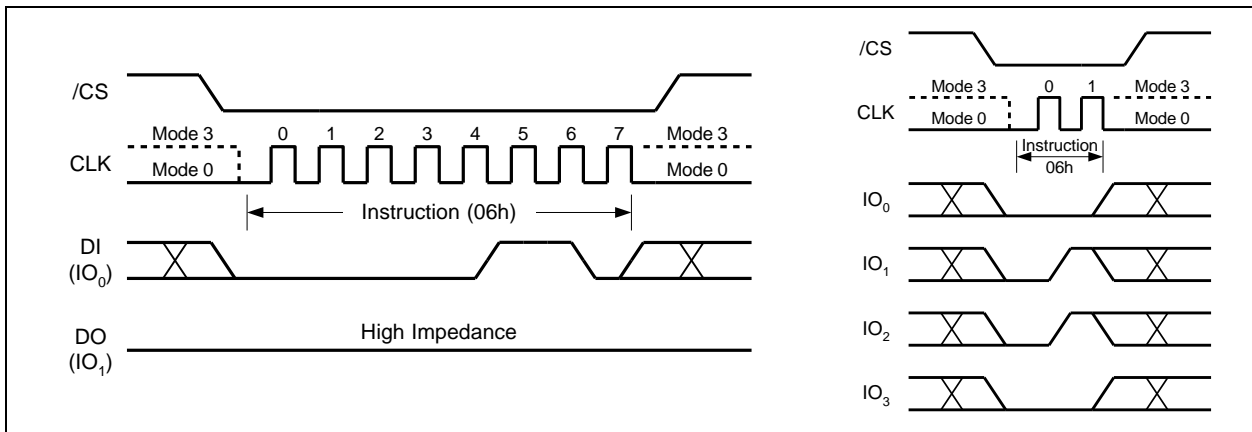 /CS
Mode 3 0 1 2 3 4 5 6 7 Mode 3
CLK Mode 0 Mode 0
Instruction (06h)
DI
(IO0)
DO
(IO1)
High Impedance
/CS
Mode 3 0 1 Mode 3
CLK Mode 0 Mode 0
Instruction
06h
IO0
IO1
IO2
IO3